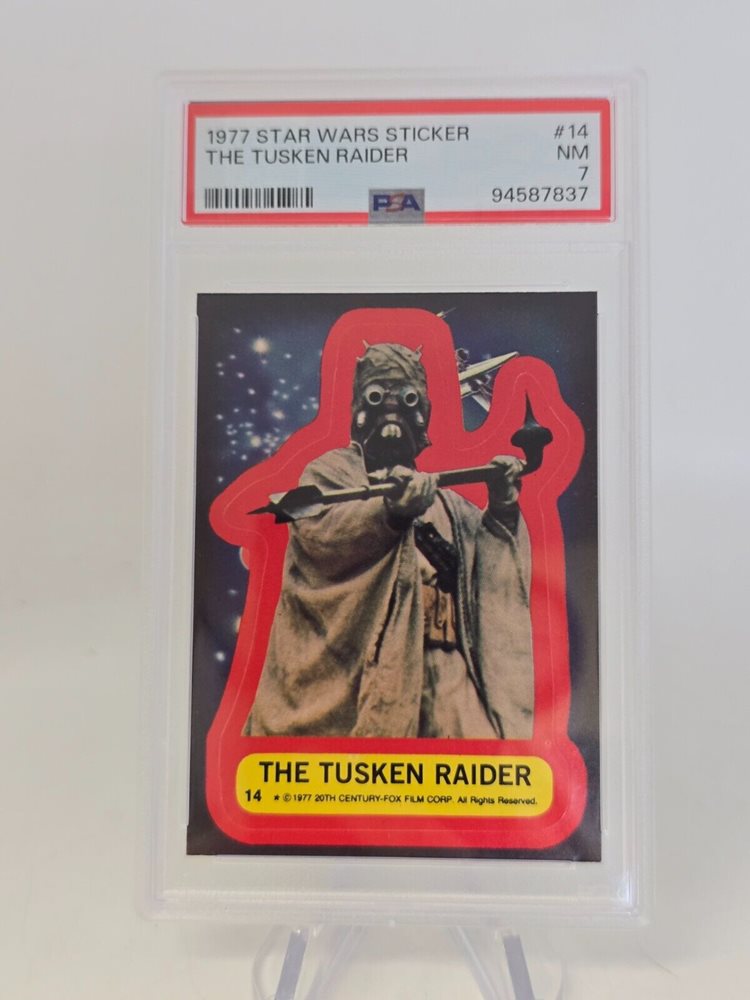 1977 STAR WARS STICKER #14
THE TUSKEN RAIDER NM
7
PSA 94587837
THE TUSKEN RAIDER
14 ★ © 1977 20TH CENTURY-FOX FILM CORP. All Rights Reserved.